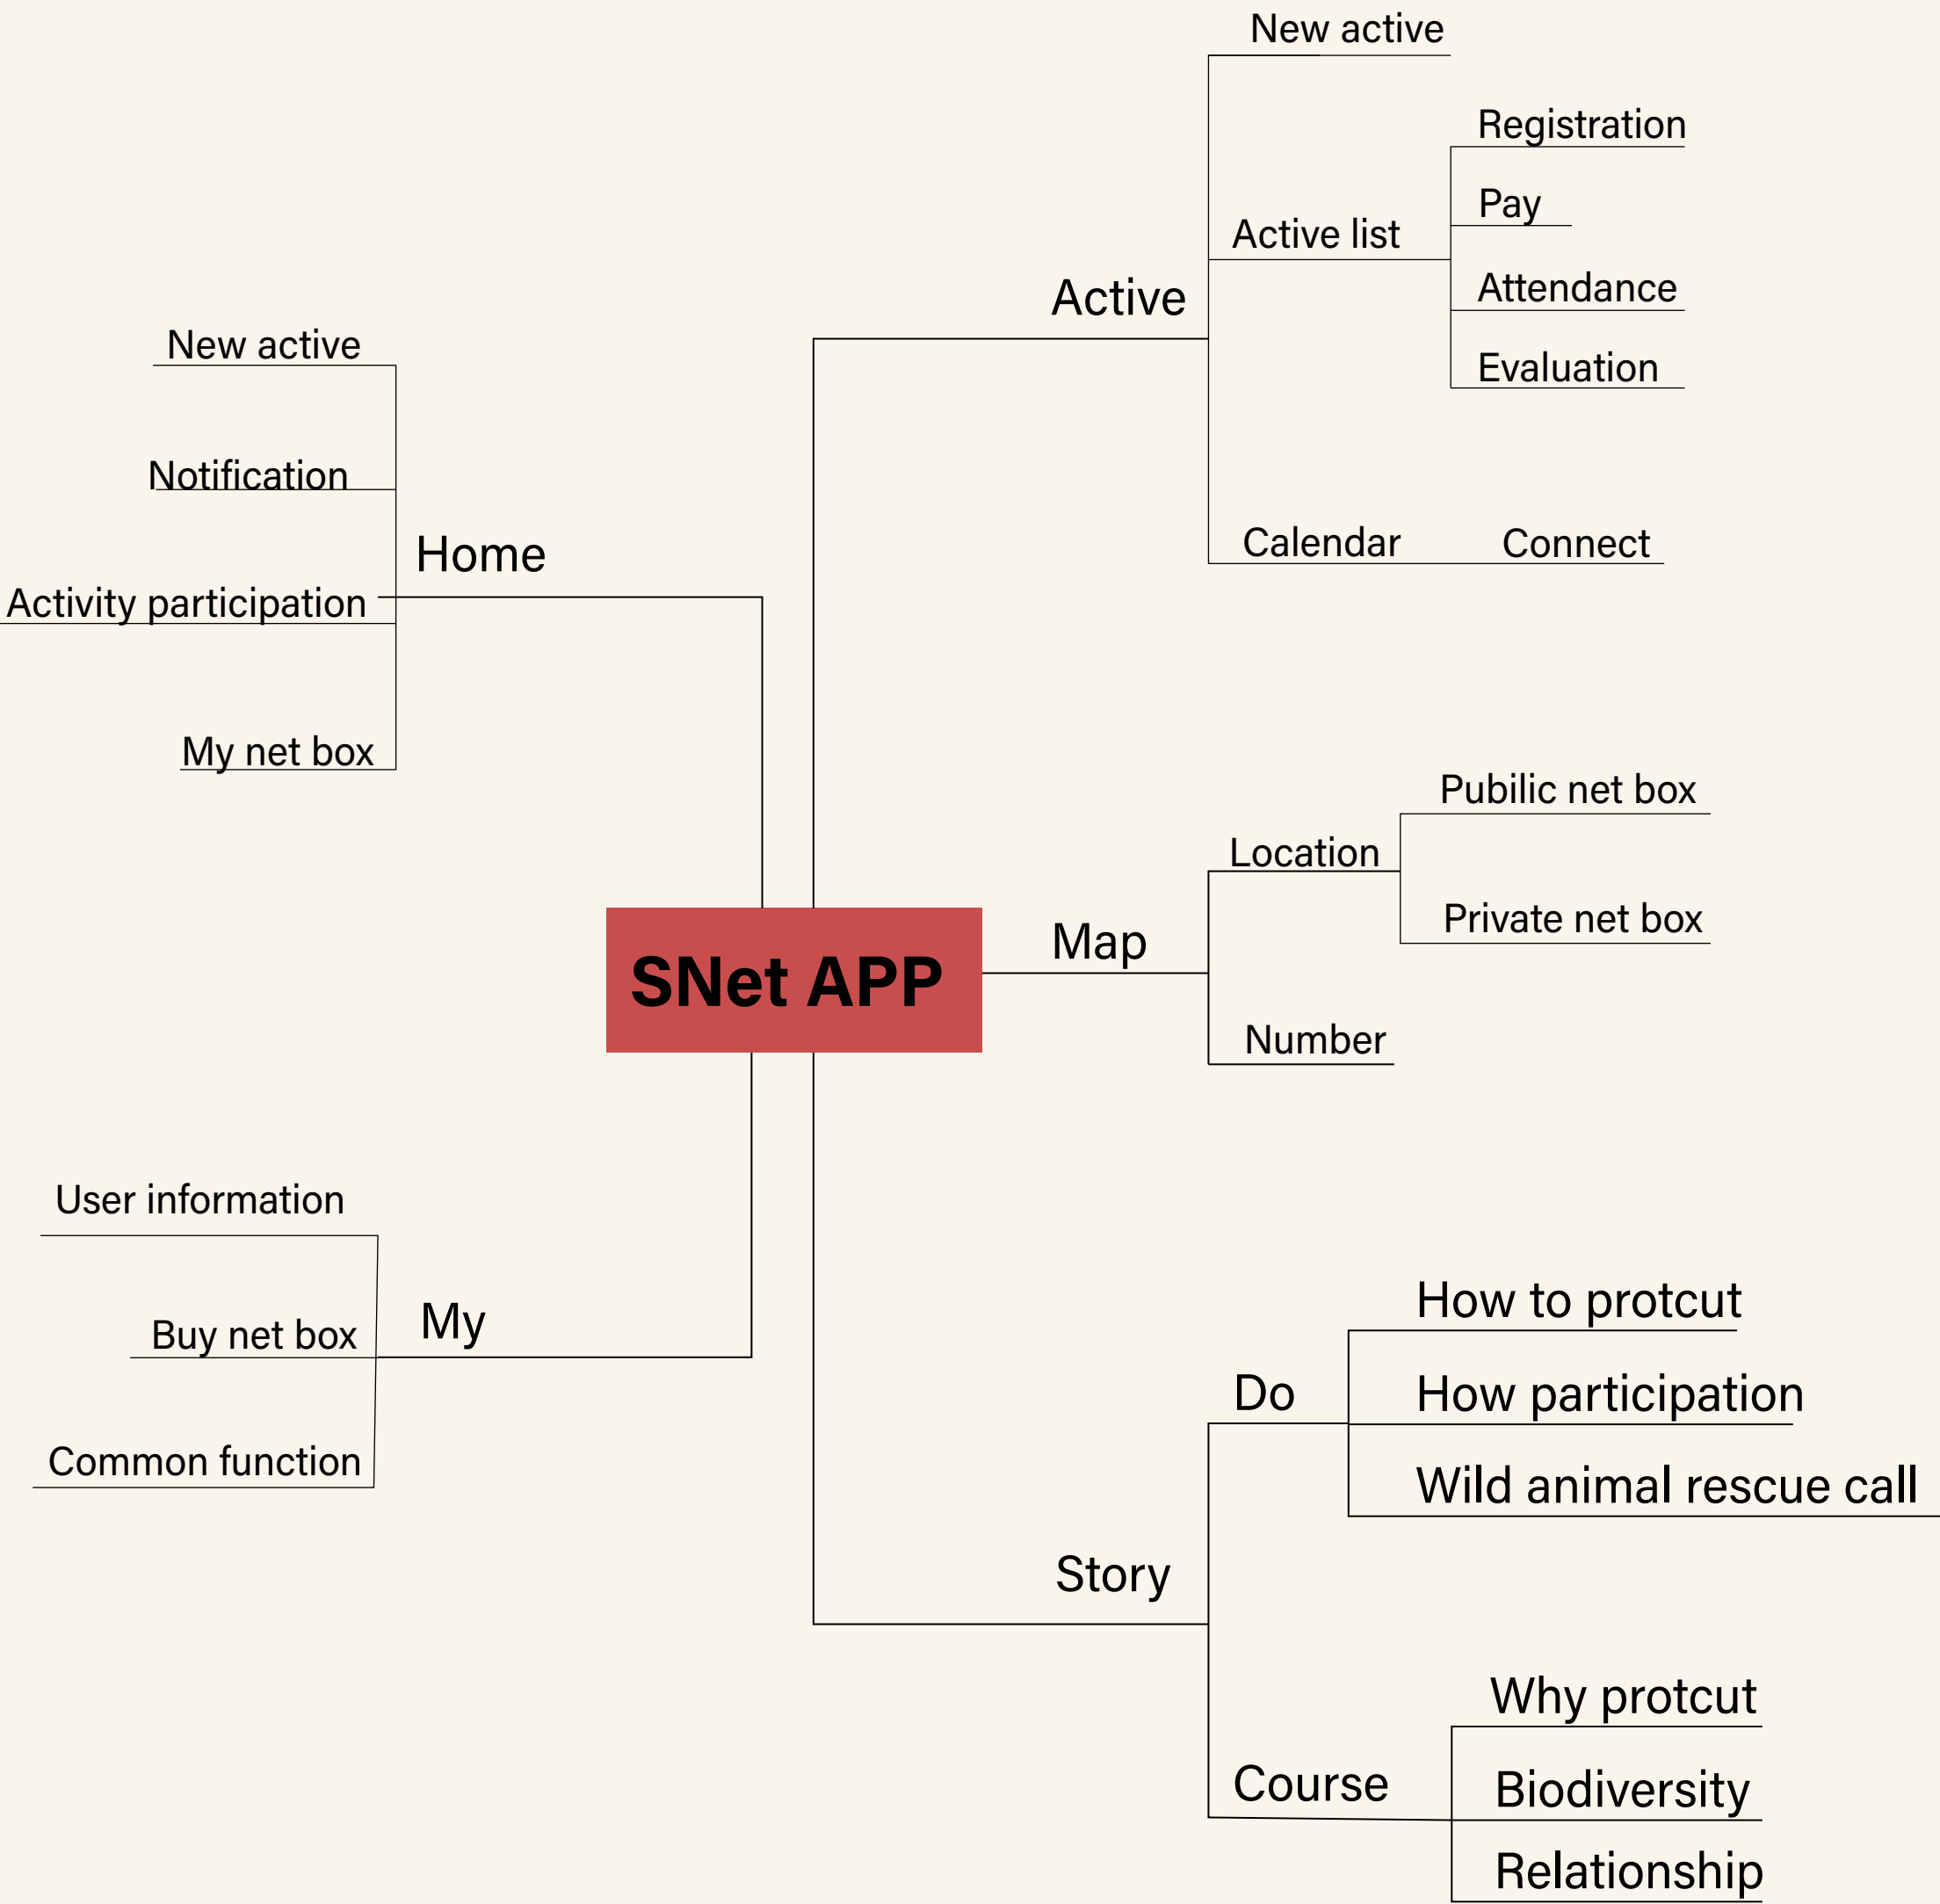 New active
Registration
Pay
Active list
Attendance
Active
Evaluation
New active
Notification
Calendar
Connect
Home
Activity participation
My net box
Pubilic net box
Location
Private net box
Map
SNet APP
Number
User information
Buy net box
My
Common function
How to protcut
Do
How participation
Wild animal rescue call
Story
Why protcut
Course
Biodiversity
Relationship